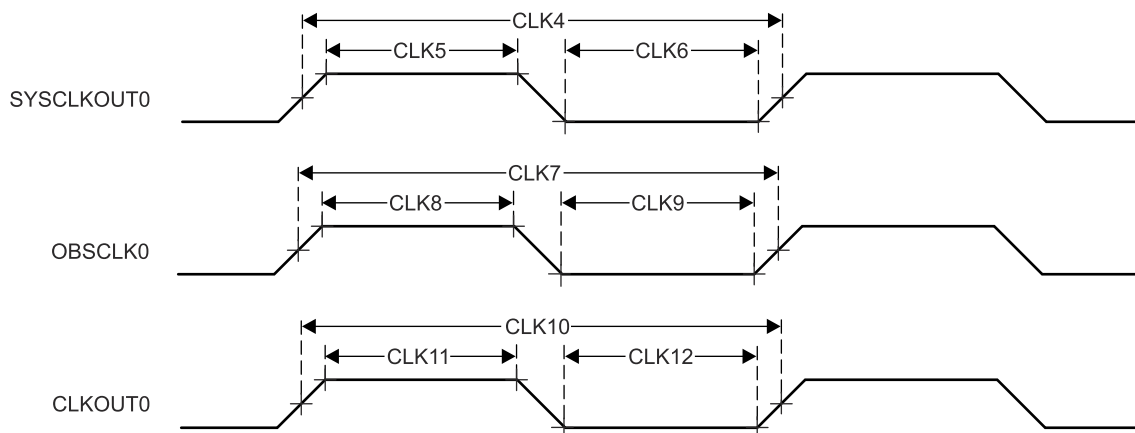 CLK4
CLK5 CLK6
SYSCLKOUT0
CLK7
CLK8 CLK9
OBSCLK0
CLK10
CLK11 CLK12
CLKOUT0